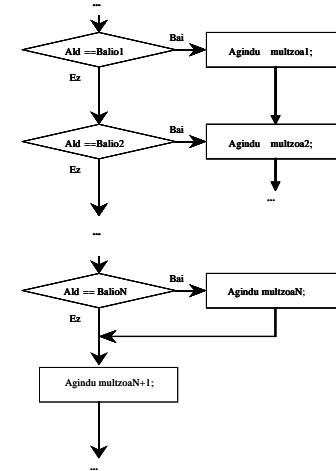 ...
Ald ==Balio1
Bai
Agindu multzoa1;
Ez
Ald ==Balio2
Bai
Agindu multzoa2;
Ez
...
...
Ald == BalioN
Bai
Agindu multzoaN;
Ez
Agindu multzoaN+1;
...